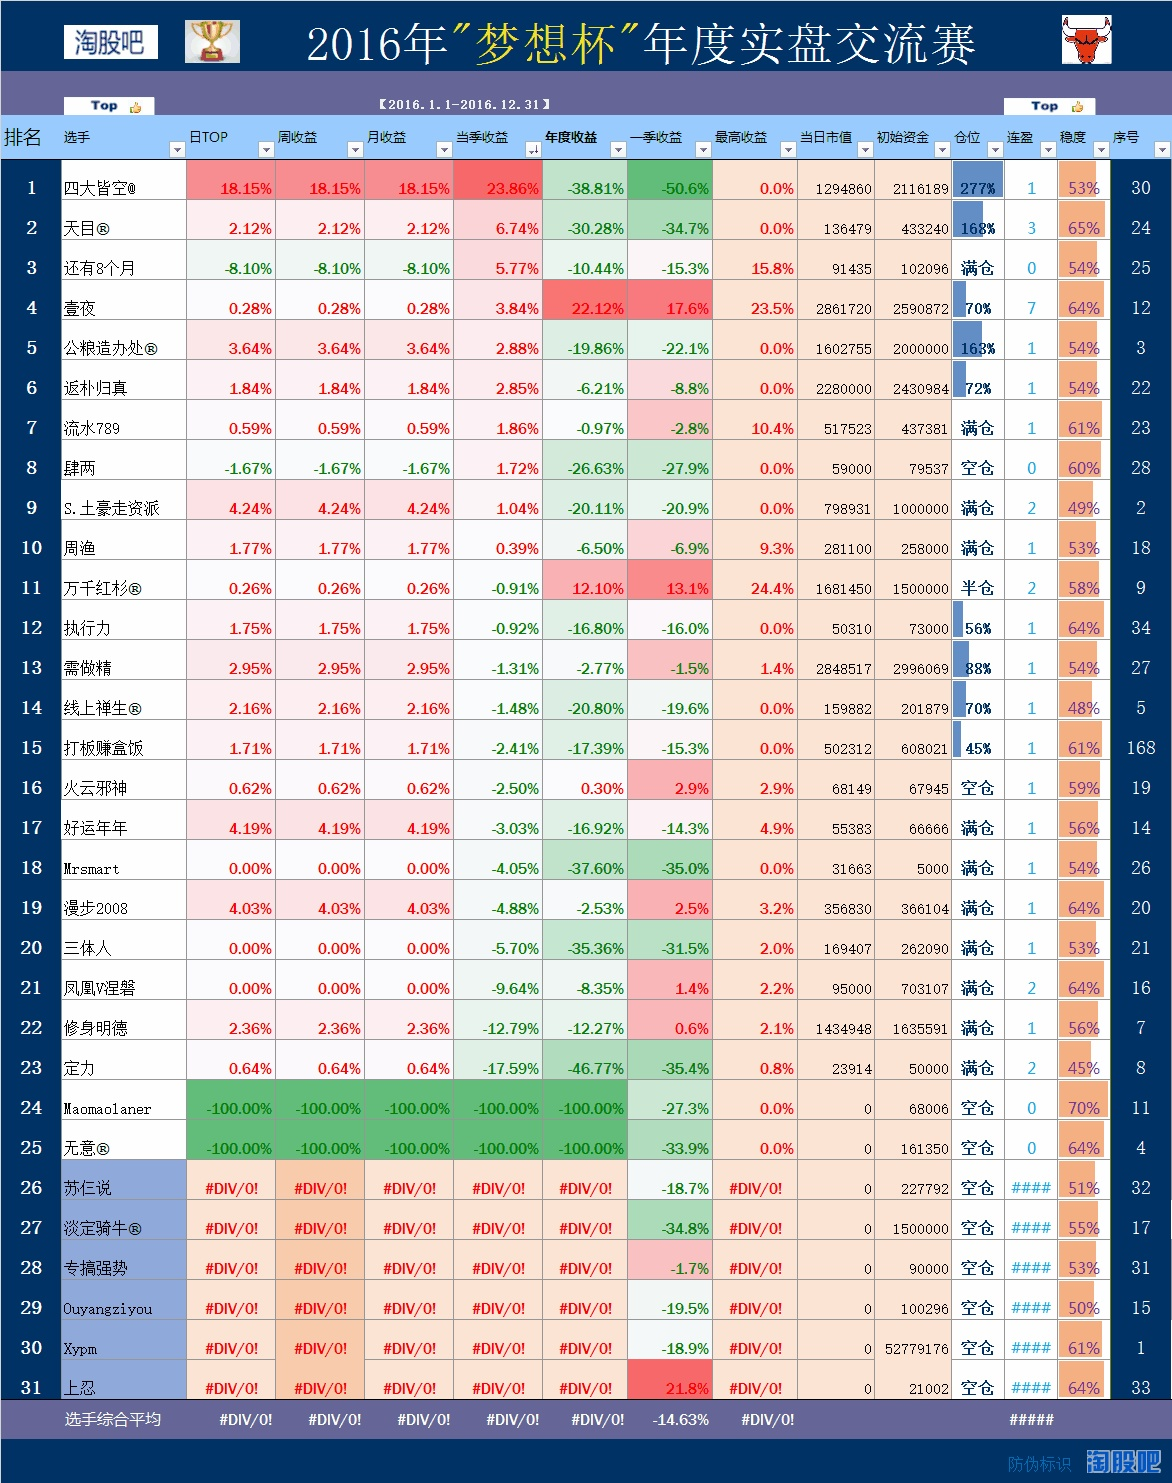 淘股吧 2016年"梦想杯"年度实盘交流赛
Top 【2016.1.1-2016.12.31】 Top
排名 选手 日TOP 周收益 月收益 当季收益 年度收益 一季收益 最高收益 当日市值 初始资金 仓位 连盈 稳度 序号
1 四大皆空@ 18.15% 18.15% 18.15% 23.86% -38.81% -50.6% 0.0% 1294860 2116189 277% 1 53% 30
2 天目® 2.12% 2.12% 2.12% 6.74% -30.28% -34.7% 0.0% 136479 433240 168% 3 65% 24
3 还有8个月 -8.10% -8.10% -8.10% 5.77% -10.44% -15.3% 15.8% 91435 102096 满仓 0 54% 25
4 壹夜 0.28% 0.28% 0.28% 3.84% 22.12% 17.6% 23.5% 2861720 2590872 70% 7 64% 12
5 公粮造办处® 3.64% 3.64% 3.64% 2.88% -19.86% -22.1% 0.0% 1602755 2000000 163% 1 54% 3
6 返朴归真 1.84% 1.84% 1.84% 2.85% -6.21% -8.8% 0.0% 2280000 2430984 72% 1 54% 22
7 流水789 0.59% 0.59% 0.59% 1.86% -0.97% -2.8% 10.4% 517523 437381 满仓 1 61% 23
8 肆两 -1.67% -1.67% -1.67% 1.72% -26.63% -27.9% 0.0% 59000 79537 空仓 0 60% 28
9 S.土豪走资派 4.24% 4.24% 4.24% 1.04% -20.11% -20.9% 0.0% 798931 1000000 满仓 2 49% 2
10 周渔 1.77% 1.77% 1.77% 0.39% -6.50% -6.9% 9.3% 281100 258000 满仓 1 53% 18
11 万千红杉® 0.26% 0.26% 0.26% -0.91% 12.10% 13.1% 24.4% 1681450 1500000 半仓 2 58% 9
12 执行力 1.75% 1.75% 1.75% -0.92% -16.80% -16.0% 0.0% 50310 73000 56% 1 64% 34
13 需做精 2.95% 2.95% 2.95% -1.31% -2.77% -1.5% 1.4% 2848517 2996069 88% 1 54% 27
14 线上禅生® 2.16% 2.16% 2.16% -1.48% -20.80% -19.6% 0.0% 159882 201879 70% 1 48% 5
15 打板赚盒饭 1.71% 1.71% 1.71% -2.41% -17.39% -15.3% 0.0% 502312 608021 45% 1 61% 168
16 火云邪神 0.62% 0.62% 0.62% -2.50% 0.30% 2.9% 2.9% 68149 67945 空仓 1 59% 19
17 好运年年 4.19% 4.19% 4.19% -3.03% -16.92% -14.3% 4.9% 55383 66666 满仓 1 56% 14
18 Mrsmart 0.00% 0.00% 0.00% -4.05% -37.60% -35.0% 0.0% 31663 5000 满仓 1 54% 26
19 漫步2008 4.03% 4.03% 4.03% -4.88% -2.53% 2.5% 3.2% 356830 366104 满仓 1 64% 20
20 三体人 0.00% 0.00% 0.00% -5.70% -35.36% -31.5% 2.0% 169407 262090 满仓 1 53% 21
21 凤凰V涅磐 0.00% 0.00% 0.00% -9.64% -8.35% 1.4% 2.2% 95000 703107 满仓 2 64% 16
22 修身明德 2.36% 2.36% 2.36% -12.79% -12.27% 0.6% 2.1% 1434948 1635591 满仓 1 56% 7
23 定力 0.64% 0.64% 0.64% -17.59% -46.77% -35.4% 0.8% 23914 50000 满仓 2 45% 8
24 Maomaolaner -100.00% -100.00% -100.00% -100.00% -100.00% -27.3% 0.0% 0 68006 空仓 0 70% 11
25 无意® -100.00% -100.00% -100.00% -100.00% -100.00% -33.9% 0.0% 0 161350 空仓 0 64% 4
26 苏仨说 #DIV/0! #DIV/0! #DIV/0! #DIV/0! #DIV/0! -18.7% #DIV/0! 0 227792 空仓 #### 51% 32
27 淡定骑牛® #DIV/0! #DIV/0! #DIV/0! #DIV/0! #DIV/0! -34.8% #DIV/0! 0 1500000 空仓 #### 55% 17
28 专搞强势 #DIV/0! #DIV/0! #DIV/0! #DIV/0! #DIV/0! -1.7% #DIV/0! 0 90000 空仓 #### 53% 31
29 Ouyangziyou #DIV/0! #DIV/0! #DIV/0! #DIV/0! #DIV/0! -19.5% #DIV/0! 0 100296 空仓 #### 50% 15
30 Xypm #DIV/0! #DIV/0! #DIV/0! #DIV/0! #DIV/0! -18.9% #DIV/0! 0 52779176 空仓 #### 61% 1
31 上忍 #DIV/0! #DIV/0! #DIV/0! #DIV/0! #DIV/0! 21.8% #DIV/0! 0 21002 空仓 #### 64% 33
选手综合平均 #DIV/0! #DIV/0! #DIV/0! #DIV/0! #DIV/0! -14.63% #DIV/0! #####
防伪标识 淘股吧